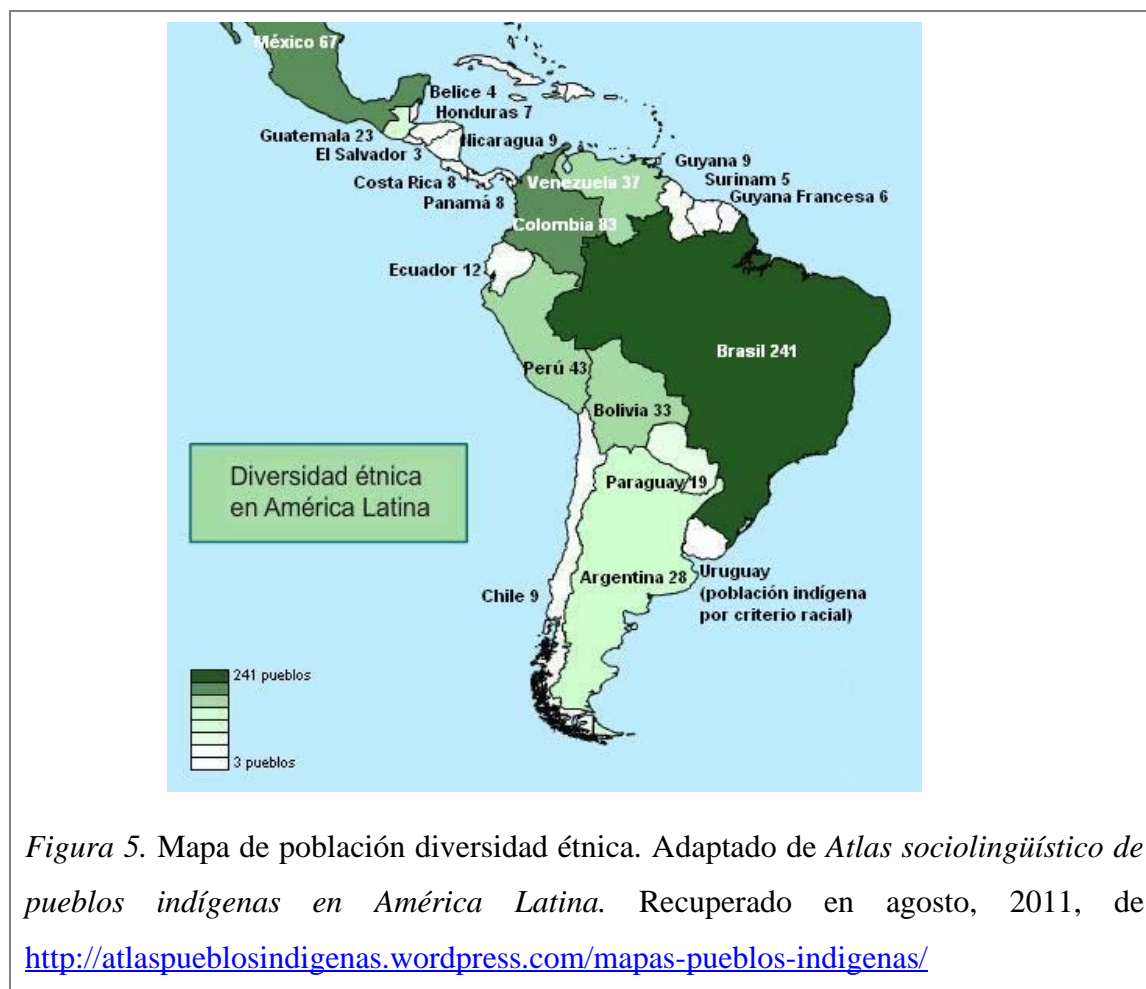 México 67
Belice 4
Honduras 7
Guatemala 23
Nicaragua 9
El Salvador 3
Guyana 9
Costa Rica 8
Venezuela 37
Surinam 5
Panamá 8
Guyana Francesa 6
Colombia 83
Ecuador 12
Brasil 241
Perú 43
Bolivia 33
Diversidad étnica
en América Latina
Paraguay 19
Argentina 28
Uruguay
(población indígena
por criterio racial)
Chile 9
241 pueblos
3 pueblos
Figura 5. Mapa de población diversidad étnica. Adaptado de Atlas sociolingüístico de
pueblos indígenas en América Latina. Recuperado en agosto, 2011, de
http://atlaspueblosindigenas.wordpress.com/mapas-pueblos-indigenas/